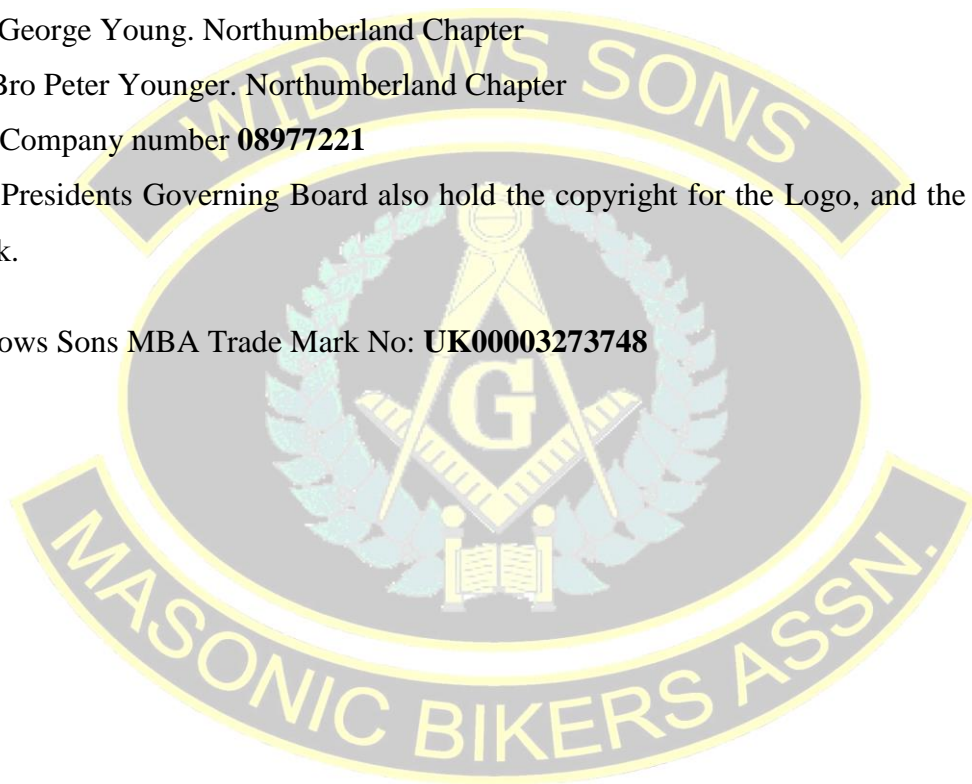 George Young. Northumberland Chapter
Bro Peter Younger. Northumberland Chapter
Company number 08977221
Presidents Governing Board also hold the copyright for the Logo, and the
k.
ows Sons MBA Trade Mark No: UK00003273748
WIDOWS SONS
G
MASONIC BIKERS ASSN.